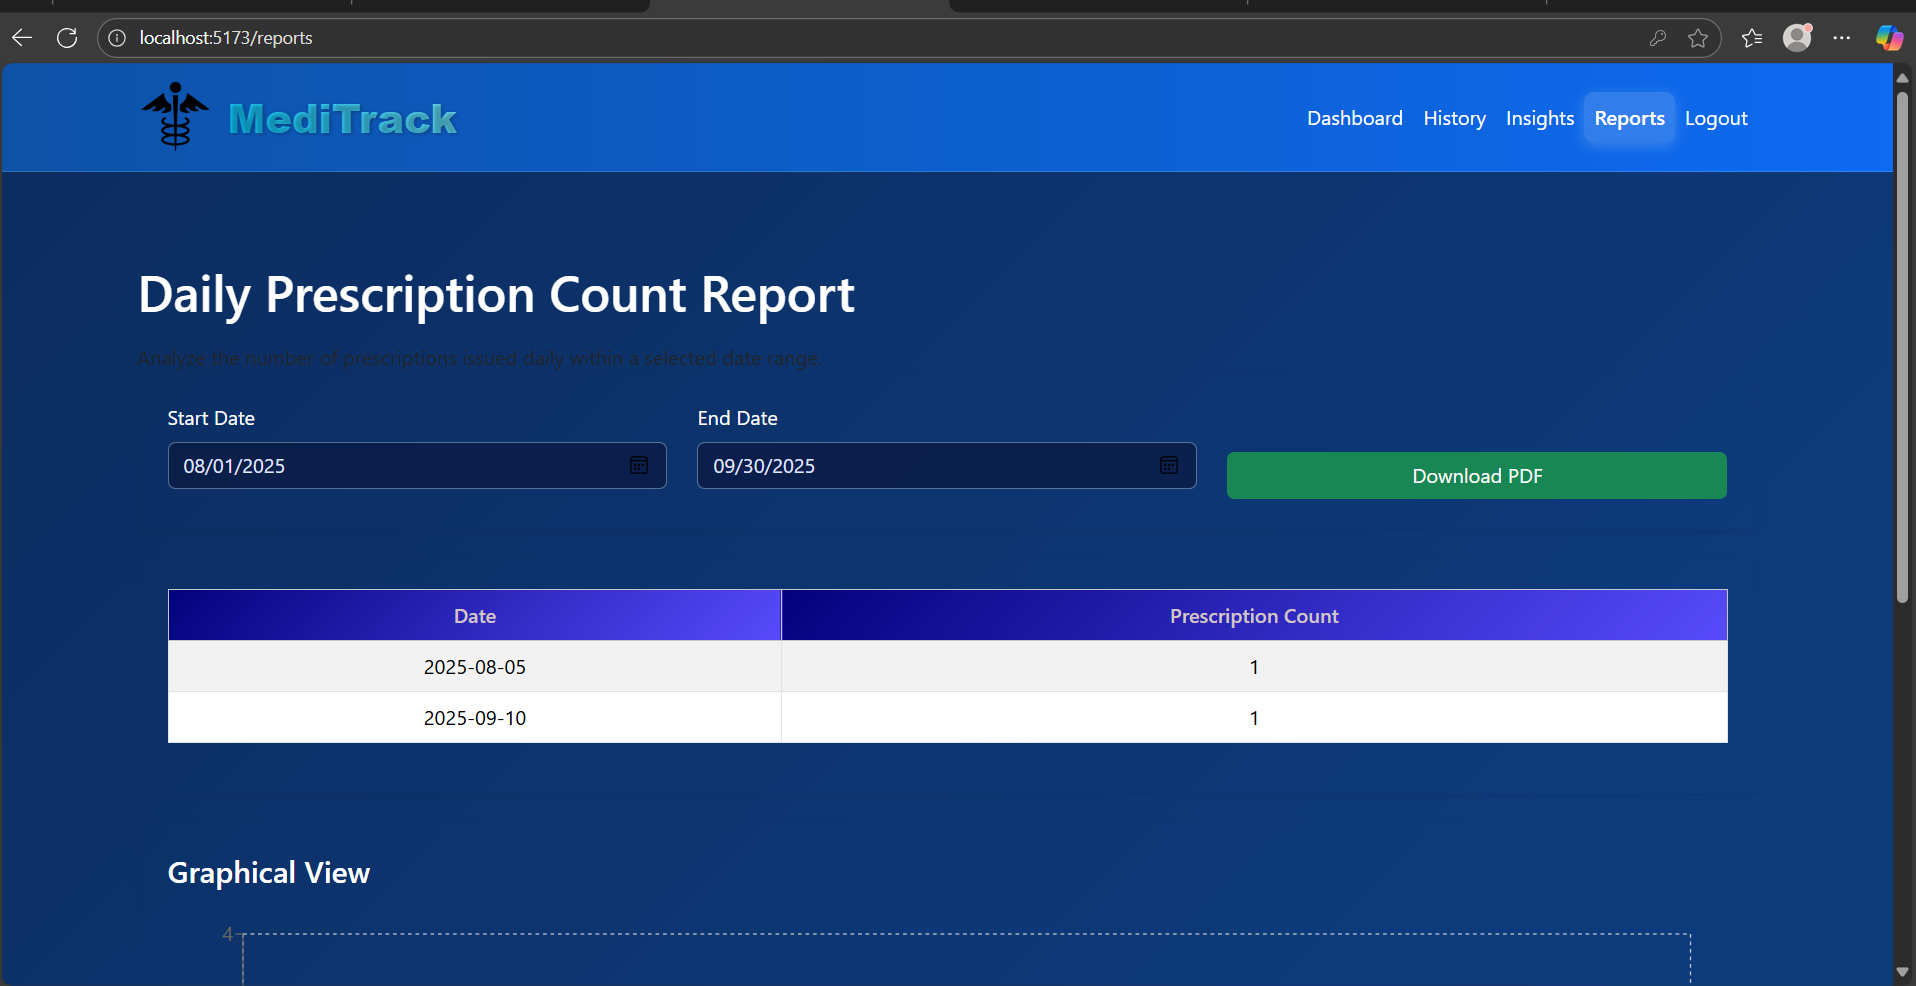 localhost:5173/reports
MediTrack
Dashboard History Insights Reports Logout
Daily Prescription Count Report
Analyze the number of prescriptions issued daily within a selected date range.
Start Date End Date
08/01/2025 09/30/2025 Download PDF
Date Prescription Count
2025-08-05 1
2025-09-10 1
Graphical View
4